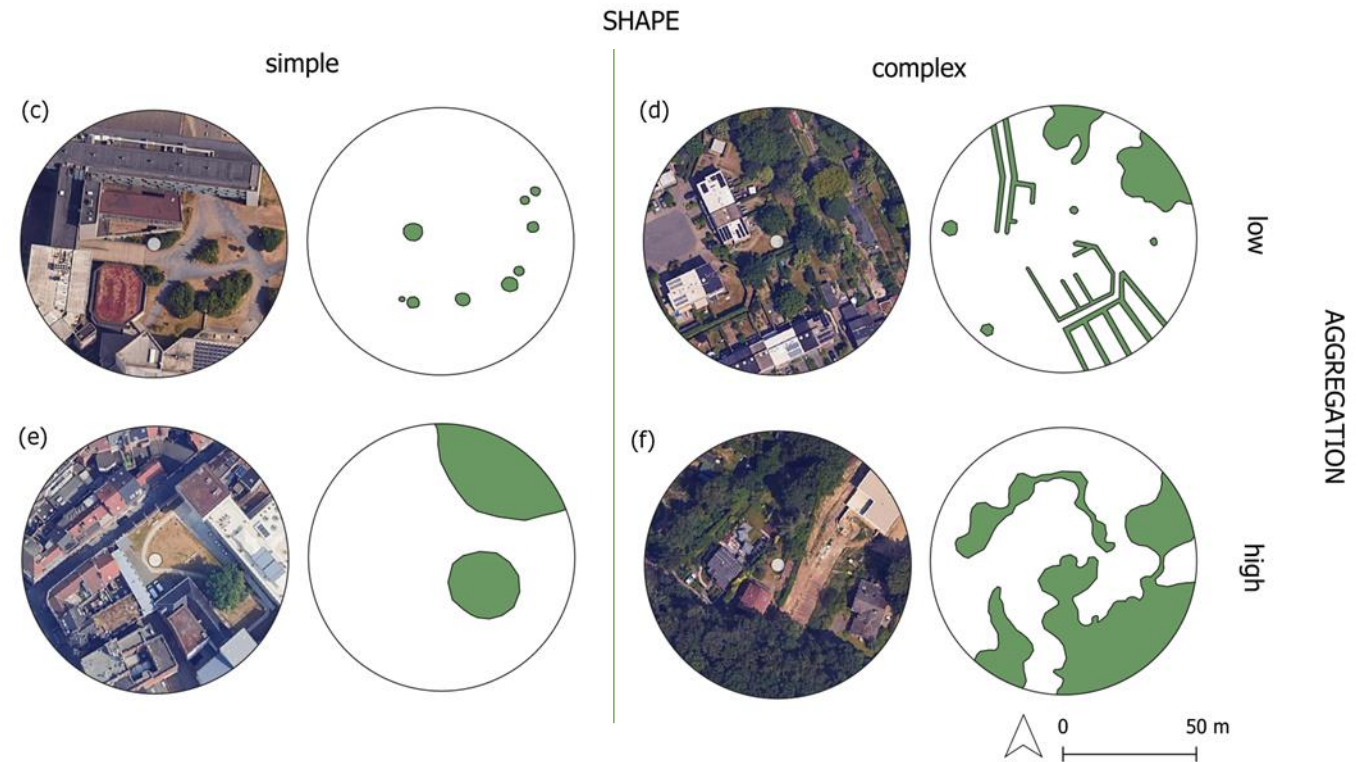 SHAPE
simple
complex
(c)
(d)
low
(e)
(f)
high
AGGREGATION
0
50 m